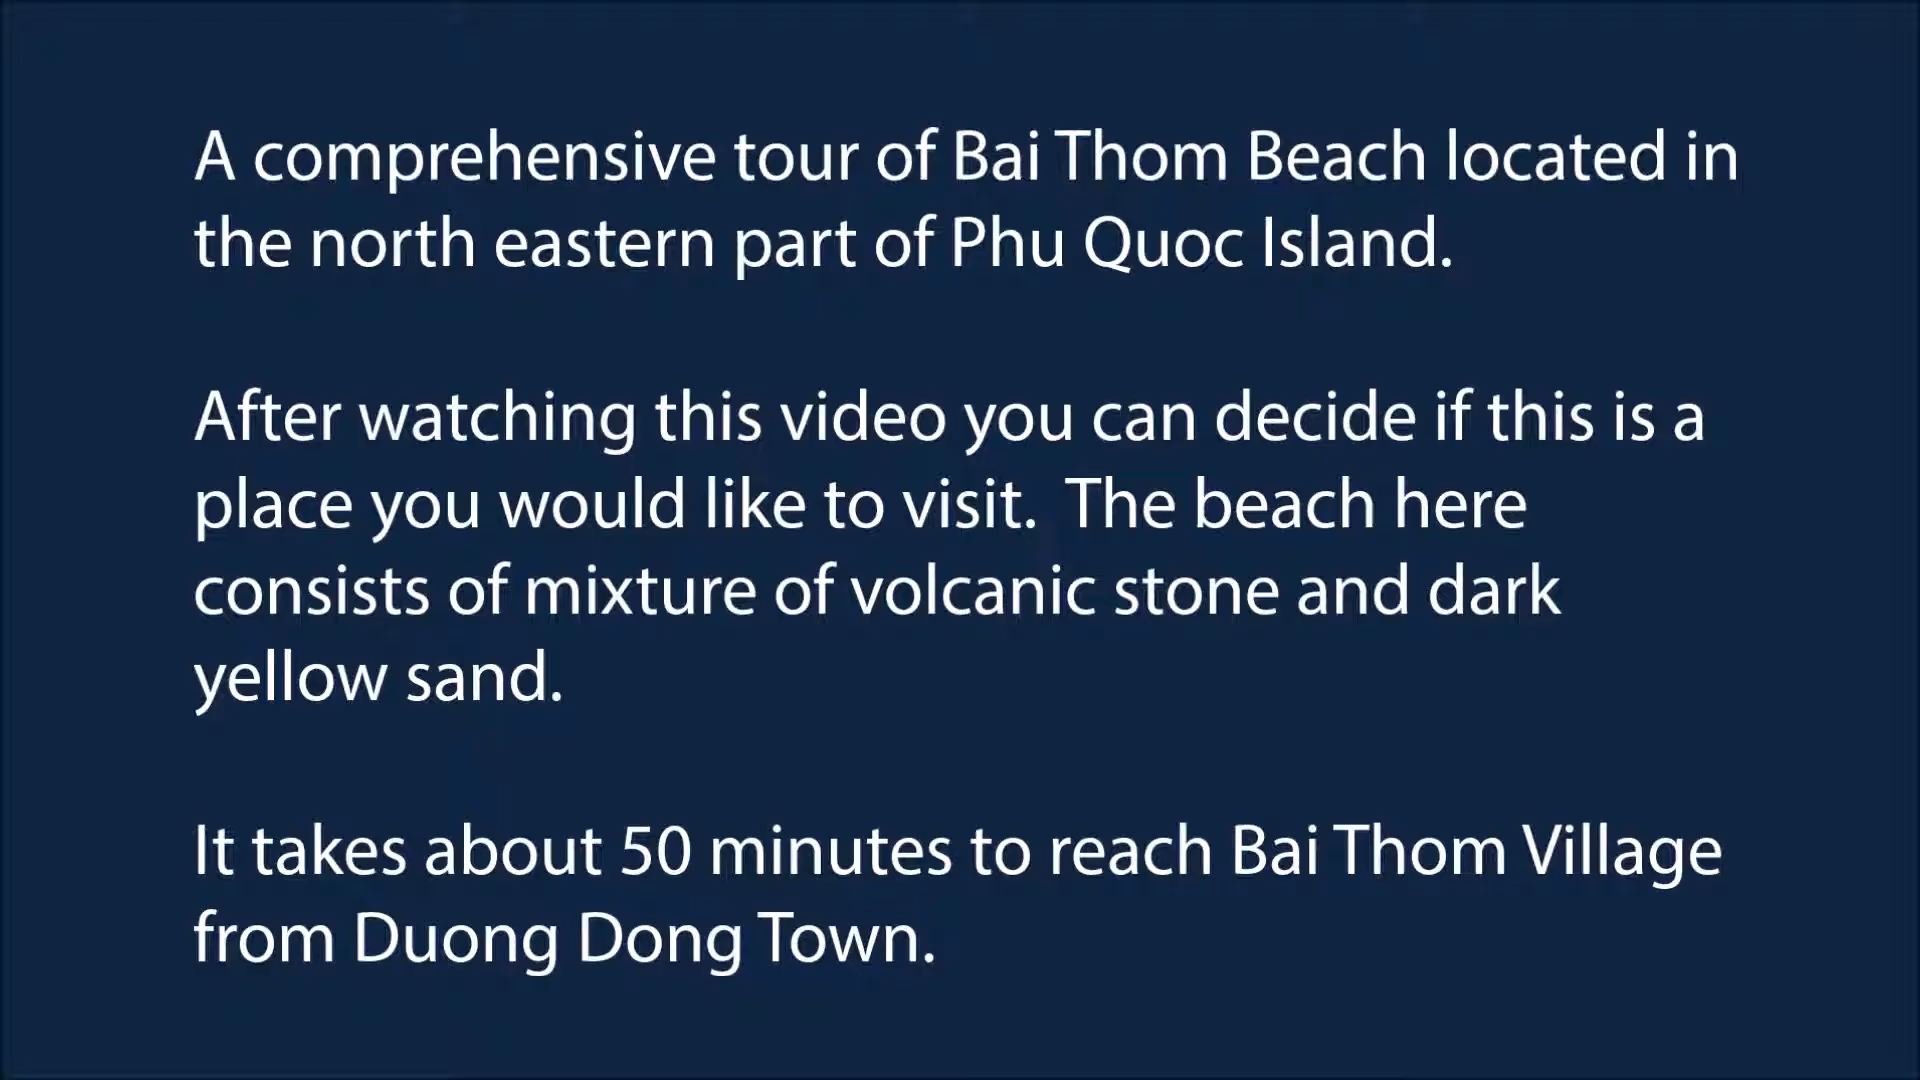 A comprehensive tour of Bai Thom Beach located in
the north eastern part of Phu Quoc Island.
After watching this video you can decide if this is a
place you would like to visit.  The beach here
consists of mixture of volcanic stone and dark
yellow sand.
It takes about 50 minutes to reach Bai Thom Village
from Duong Dong Town.